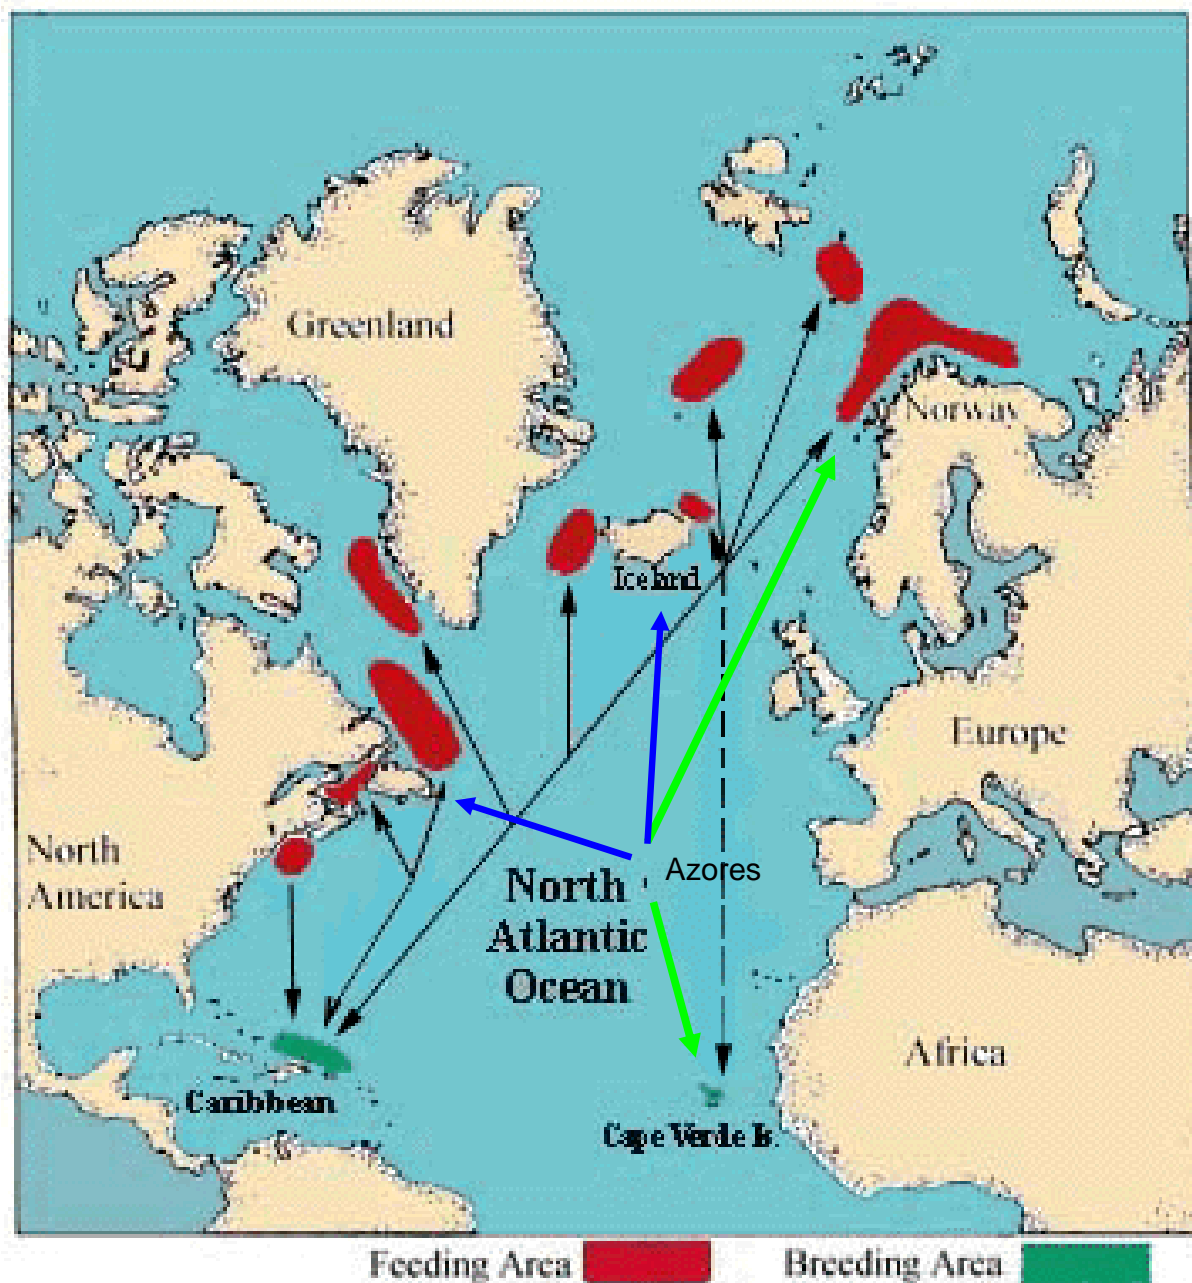 Greenland
Norway
Iceland
Europe
North
America
Azores
North
Atlantic
Ocean
Africa
Caribbean
Cape Verde Is.
Feeding Area
Breeding Area